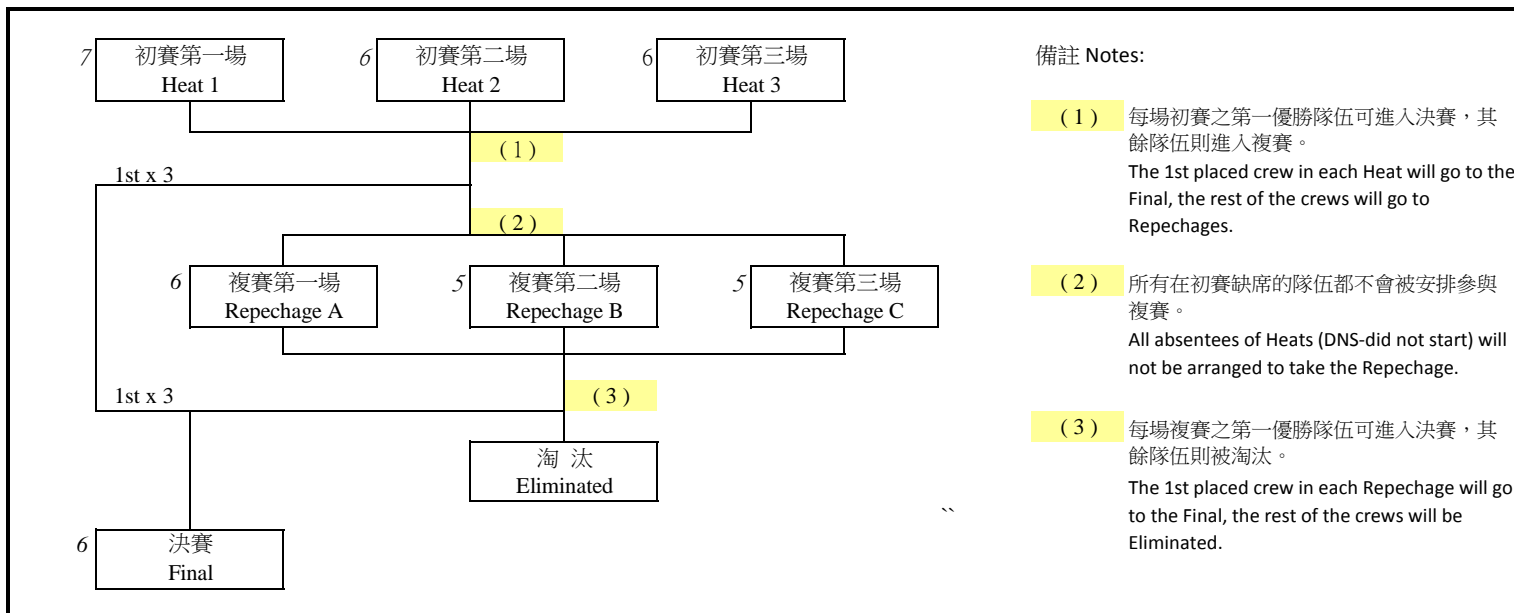 7 初賽第一場
Heat 1
6 初賽第二場
Heat 2
6 初賽第三場
Heat 3
( 1 )
1st x 3
( 2 )
6 複賽第一場
Repechage A
5 複賽第二場
Repechage B
5 複賽第三場
Repechage C
1st x 3
( 3 )
淘 汰
Eliminated
``
6 決賽
Final
備註 Notes:
( 1 ) 每場初賽之第一優勝隊伍可進入決賽，其
餘隊伍則進入複賽。
The 1st placed crew in each Heat will go to the
Final, the rest of the crews will go to
Repechages.
( 2 ) 所有在初賽缺席的隊伍都不會被安排參與
複賽。
All absentees of Heats (DNS-did not start) will
not be arranged to take the Repechage.
( 3 ) 每場複賽之第一優勝隊伍可進入決賽，其
餘隊伍則被淘汰。
The 1st placed crew in each Repechage will go
to the Final, the rest of the crews will be
Eliminated.